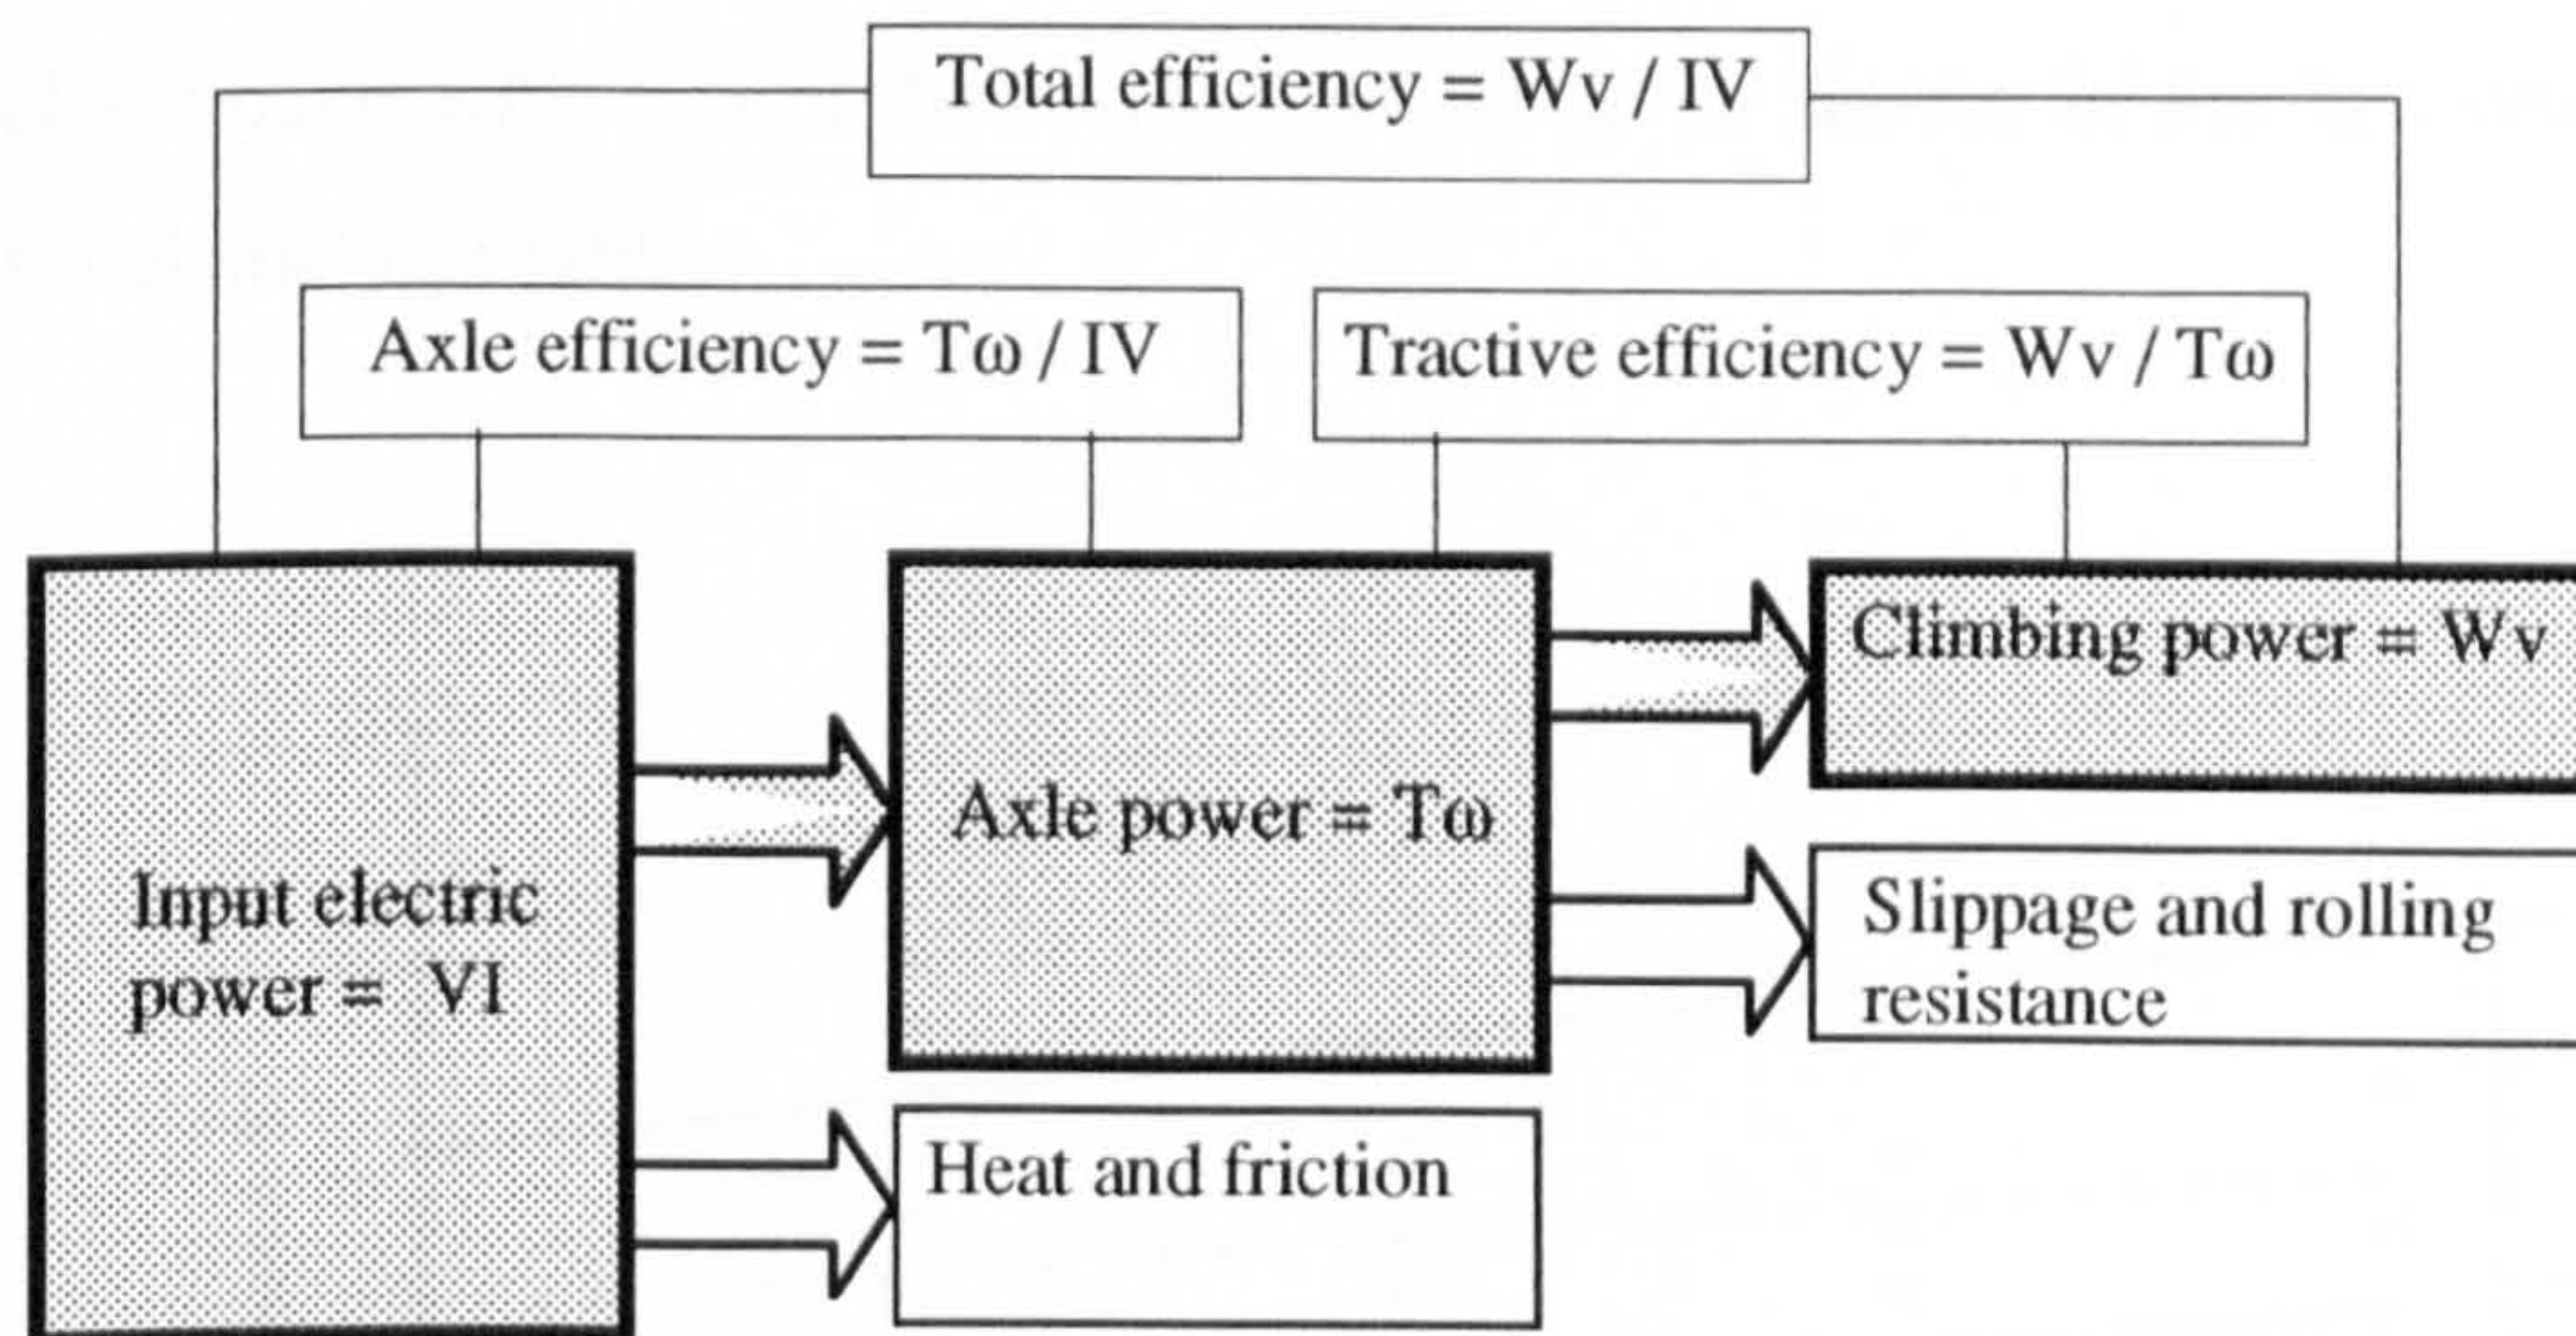 Total efficiency = Wv / IV
Axle efficiency = Tω / IV
Tractive efficiency = Wv / Tω
Climbing power = Wv
Axle power = Tω
Input electric
power = VI
Slippage and rolling
resistance
Heat and friction